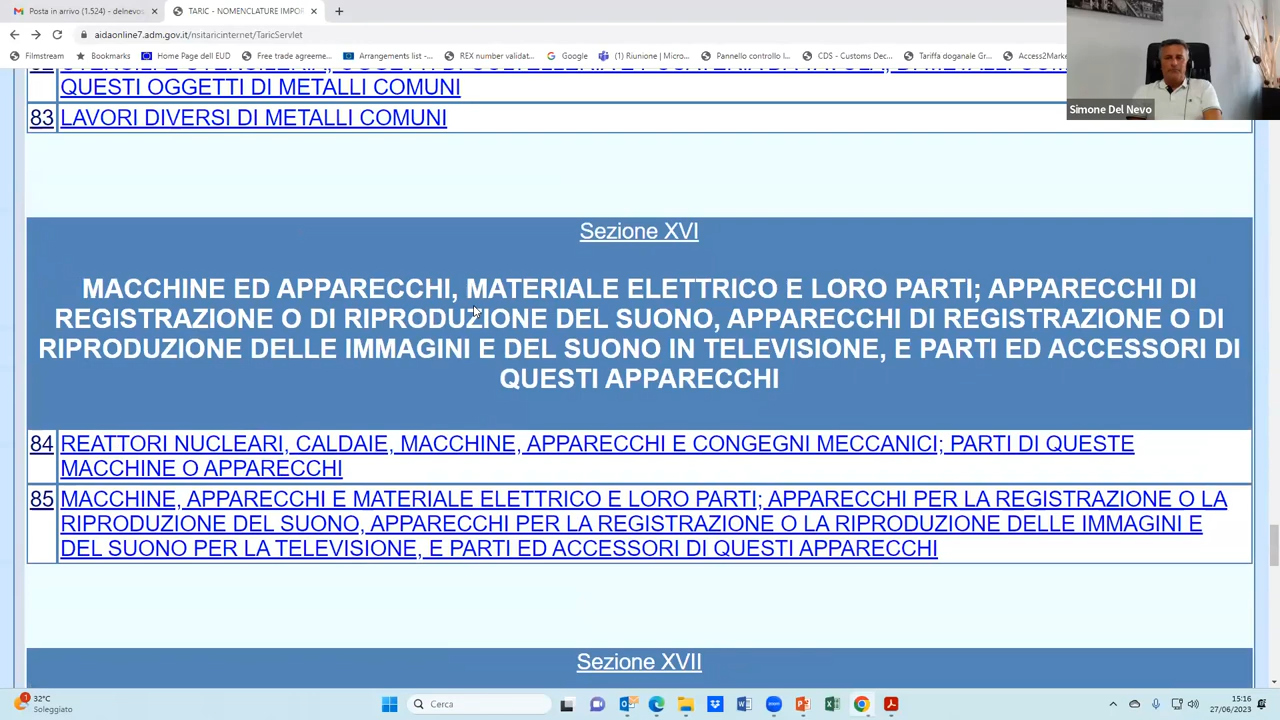 Posta in arrivo (1.524) - delnevos
TARIC - NOMENCLATURE IMPOR
aidaonline7.adm.gov.it/nsitaricinternet/TaricServlet
Filmstream
Bookmarks
Home Page dell EUD
Free trade agreeme...
Arrangements list -...
REX number validat...
Google
(1) Riunione | Micro...
Pannello controllo I...
CDS - Customs Dec...
Tariffa doganale Gr...
Access2Mark
Simone Del Nevo
QUESTI OGGETTI DI METALLI COMUNI
83 LAVORI DIVERSI DI METALLI COMUNI
Sezione XVI
MACCHINE ED APPARECCHI, MATERIALE ELETTRICO E LORO PARTI; APPARECCHI DI
REGISTRAZIONE O DI RIPRODUZIONE DEL SUONO, APPARECCHI DI REGISTRAZIONE O DI
RIPRODUZIONE DELLE IMMAGINI E DEL SUONO IN TELEVISIONE, E PARTI ED ACCESSORI DI
QUESTI APPARECCHI
84 REATTORI NUCLEARI, CALDAIE, MACCHINE, APPARECCHI E CONGEGNI MECCANICI; PARTI DI QUESTE
MACCHINE O APPARECCHI
85 MACCHINE, APPARECCHI E MATERIALE ELETTRICO E LORO PARTI; APPARECCHI PER LA REGISTRAZIONE O LA
RIPRODUZIONE DEL SUONO, APPARECCHI PER LA REGISTRAZIONE O LA RIPRODUZIONE DELLE IMMAGINI E
DEL SUONO PER LA TELEVISIONE, E PARTI ED ACCESSORI DI QUESTI APPARECCHI
Sezione XVII
32°C
Soleggiato
Cerca
15:16
27/06/2023